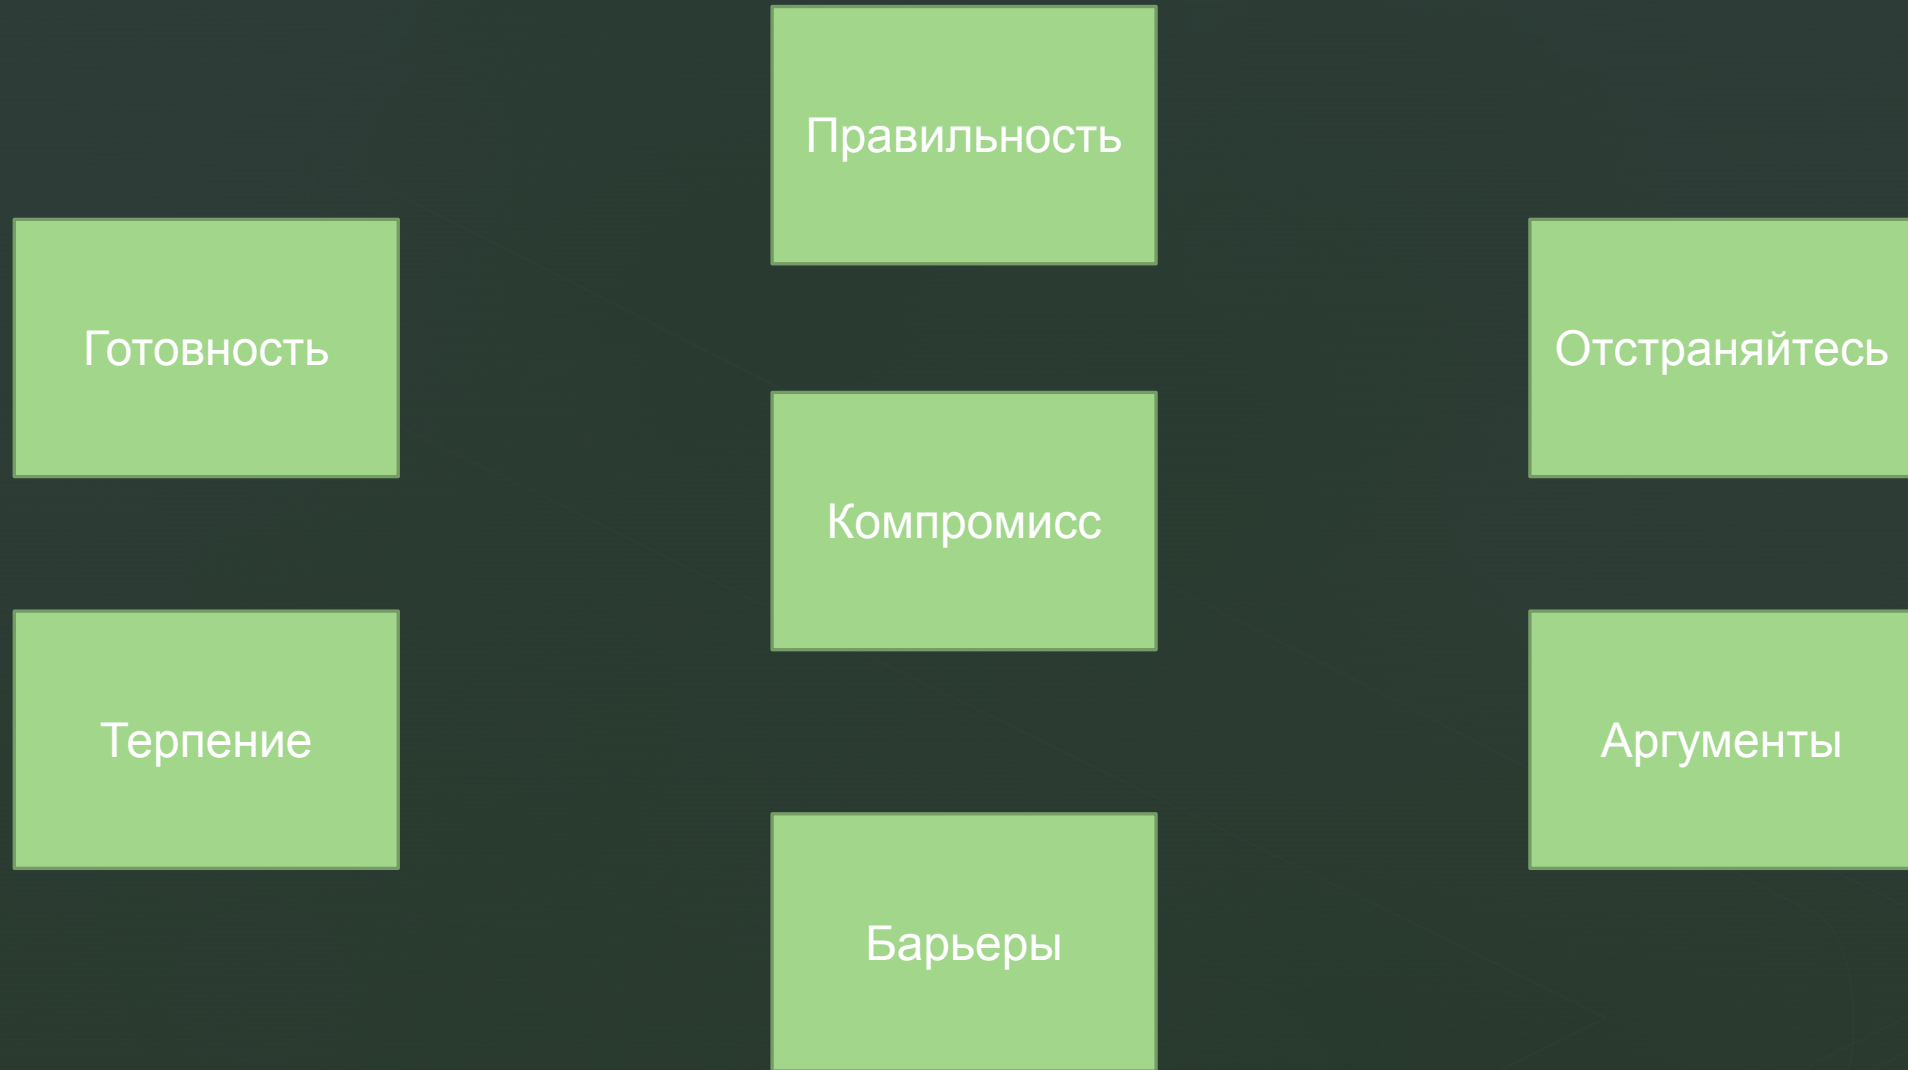 Правильность
Готовность
Отстраняйтесь
Компромисс
Терпение
Аргументы
Барьеры